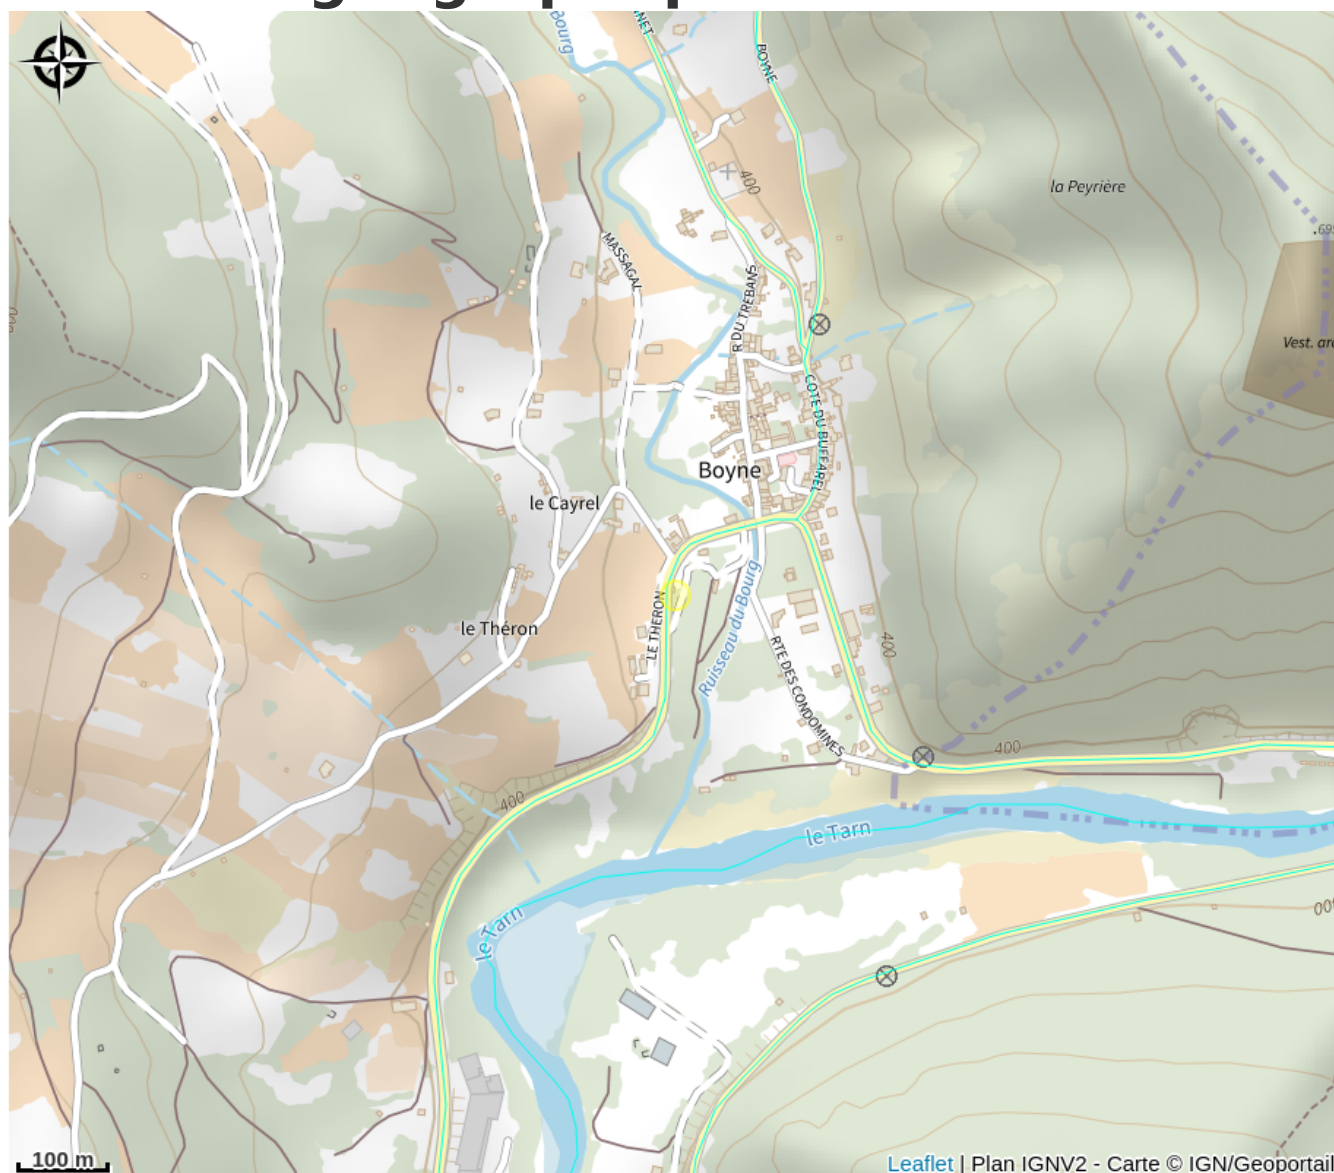 Bourg
BOYNE
la Peyrière
400
.695
MASSAGAL
R DU TREBANS
Vest. arc
COTE DU BUFFAREL
Boyne
le Cayrel
LE THERON
le Théron
Ruisseau du Bourg
RTE DES CONDOMINES
400
400
400
le Tarn
le Tarn
100 m
Leaflet | Plan IGNV2 - Carte © IGN/Geoportail